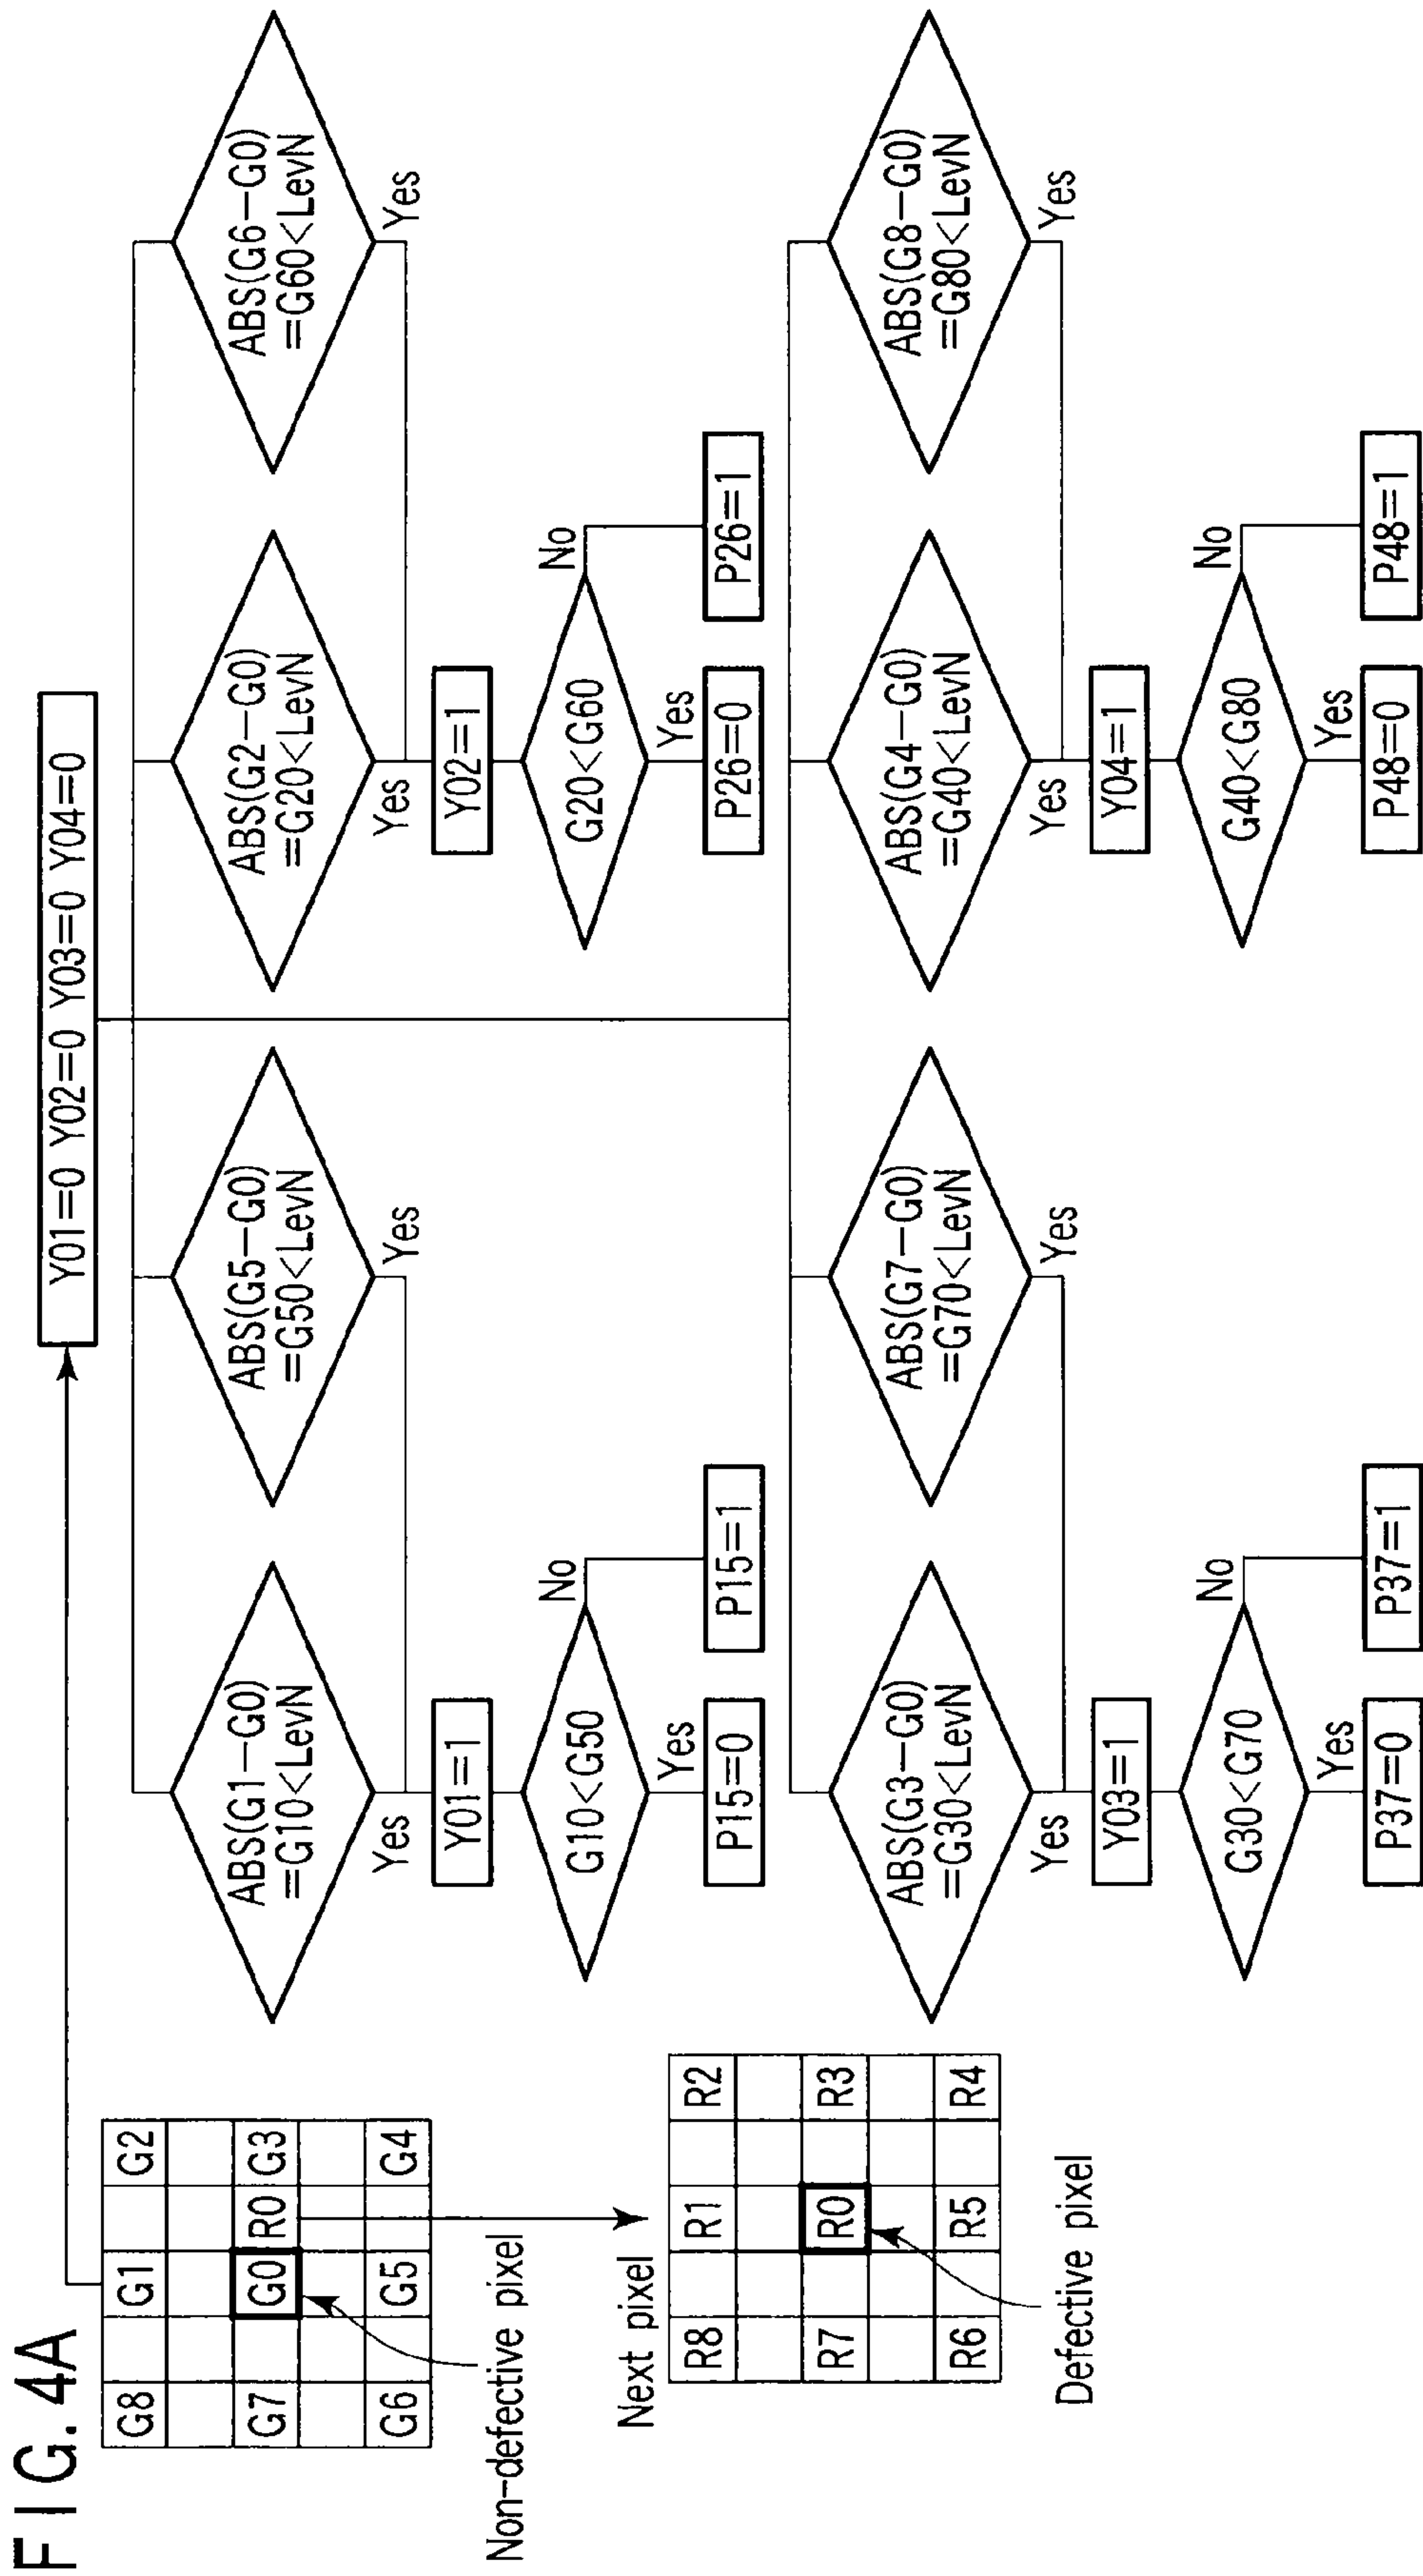 FIG. 4A
G8 G1 G2
G7 G0 R0 G3
G6 G5 G4
Non-defective pixel
Next pixel
R8 R1 R2
R7 R0 R3
R6 R5 R4
Defective pixel
Y01=0 Y02=0 Y03=0 Y04=0
ABS(G1-G0)
=G10<LevN
Yes
ABS(G5-G0)
=G50<LevN
Yes
Y01=1
G10<G50
No
Yes
P15=0
P15=1
ABS(G2-G0)
=G20<LevN
Yes
ABS(G6-G0)
=G60<LevN
Yes
Y02=1
G20<G60
No
Yes
P26=0
P26=1
ABS(G3-G0)
=G30<LevN
Yes
ABS(G7-G0)
=G70<LevN
Yes
Y03=1
G30<G70
No
Yes
P37=0
P37=1
ABS(G4-G0)
=G40<LevN
Yes
ABS(G8-G0)
=G80<LevN
Yes
Y04=1
G40<G80
No
Yes
P48=0
P48=1